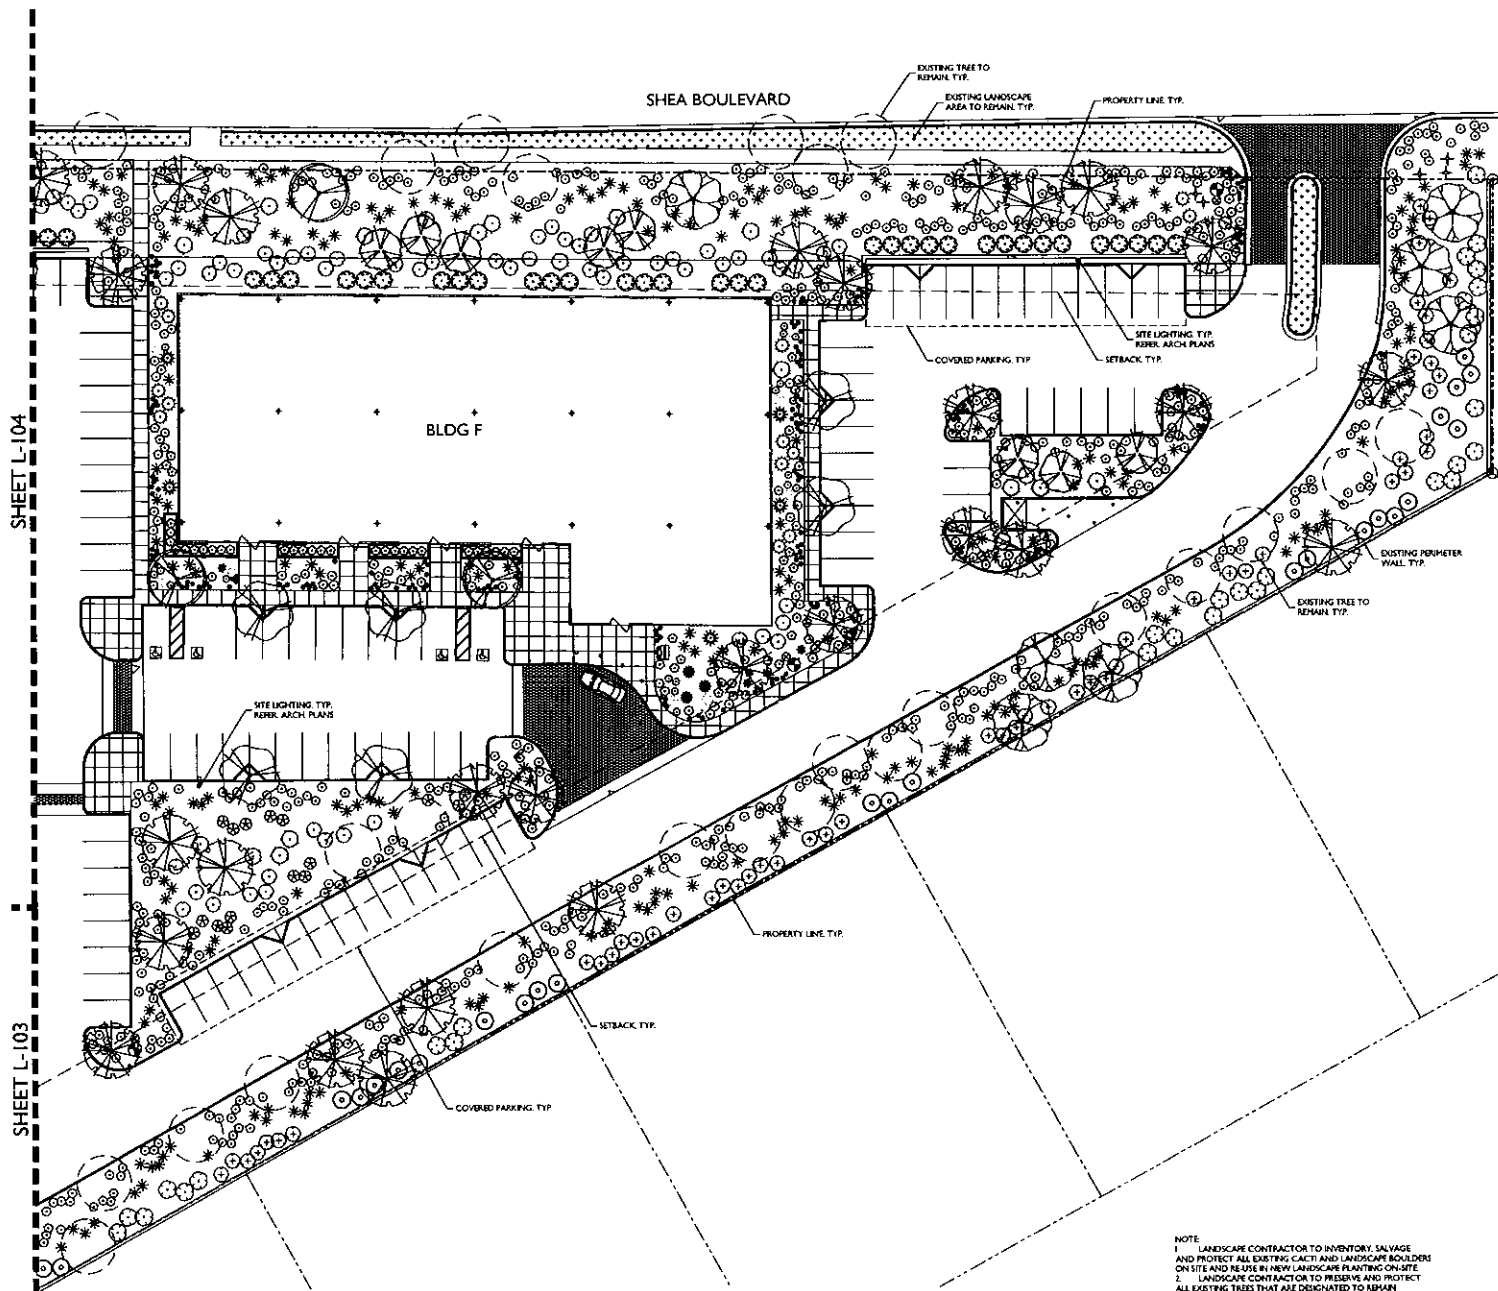 EXISTING TREE TO
REMAIN, TYP.
SHEA BOULEVARD
EXISTING LANDSCAPE
AREA TO REMAIN, TYP.
PROPERTY LINE, TYP.
SITE LIGHTING, TYP.
REFER. ARCH. PLANS
COVERED PARKING, TYP.
SETBACK, TYP.
BLDG F
SHEET L-104
EXISTING PERIMETER
WALL, TYP.
EXISTING TREE TO
REMAIN, TYP.
SITE LIGHTING, TYP.
REFER. ARCH. PLANS
PROPERTY LINE, TYP.
SETBACK, TYP.
SHEET L-103
COVERED PARKING, TYP.
NOTE:
1 LANDSCAPE CONTRACTOR TO INVENTORY, SALVAGE
AND PROTECT ALL EXISTING CACTI AND LANDSCAPE BOULDERS
ON SITE AND RE-USE IN NEW LANDSCAPE PLANTING ON-SITE
2. LANDSCAPE CONTRACTOR TO PRESERVE AND PROTECT
ALL EXISTING TREES THAT ARE DESIGNATED TO REMAIN